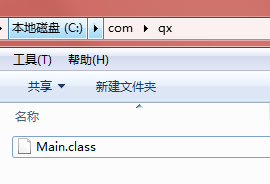 本地磁盘 (C:) com qx
工具(T) 帮助(H)
共享 新建文件夹
名称
Main.class